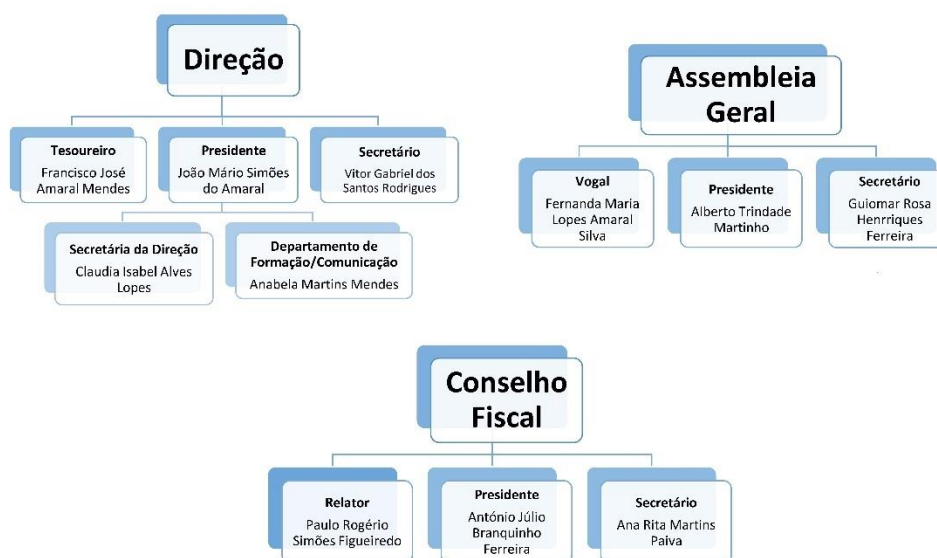 Direção
Tesoureiro
Francisco José
Amaral Mendes
Presidente
João Mário Simões
do Amaral
Secretário
Vitor Gabriel dos
Santos Rodrigues
Secretária da Direção
Claudia Isabel Alves
Lopes
Departamento de
Formação/Comunicação
Anabela Martins Mendes
Assembleia
Geral
Vogal
Fernanda Maria
Lopes Amaral
Silva
Presidente
Alberto Trindade
Martinho
Secretário
Guiomar Rosa
Henrriques
Ferreira
Conselho
Fiscal
Relator
Paulo Rogério
Simões Figueiredo
Presidente
António Júlio
Branquinho
Ferreira
Secretário
Ana Rita Martins
Paiva